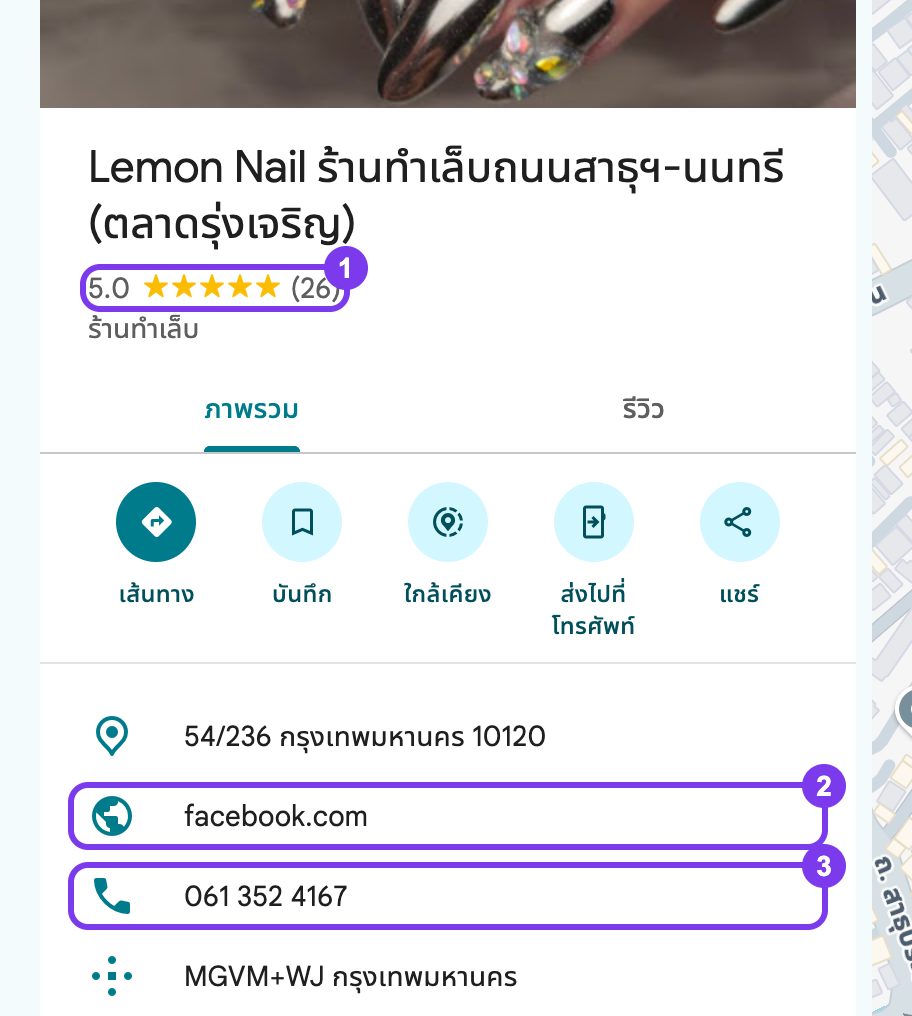 Lemon Nail ร้านทำเล็บถนนสาธุฯ-นนทรี
(ตลาดรุ่งเจริญ)
1
5.0 (26)
ร้านทำเล็บ
ภาพรวม
รีวิว
เส้นทาง
บันทึก
ใกล้เคียง
ส่งไปที่
โทรศัพท์
แชร์
54/236 กรุงเทพมหานคร 10120
2
facebook.com
3
061 352 4167
MGVM+WJ กรุงเทพมหานคร